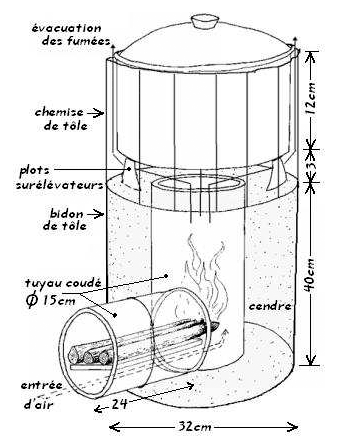 évacuation
des fumées
chemise
de tôle
12cm
plots
surélévateurs
3
bidon
de tôle
40cm
tuyau coudé
Φ 15cm
cendre
entrée
d'air
24
32cm